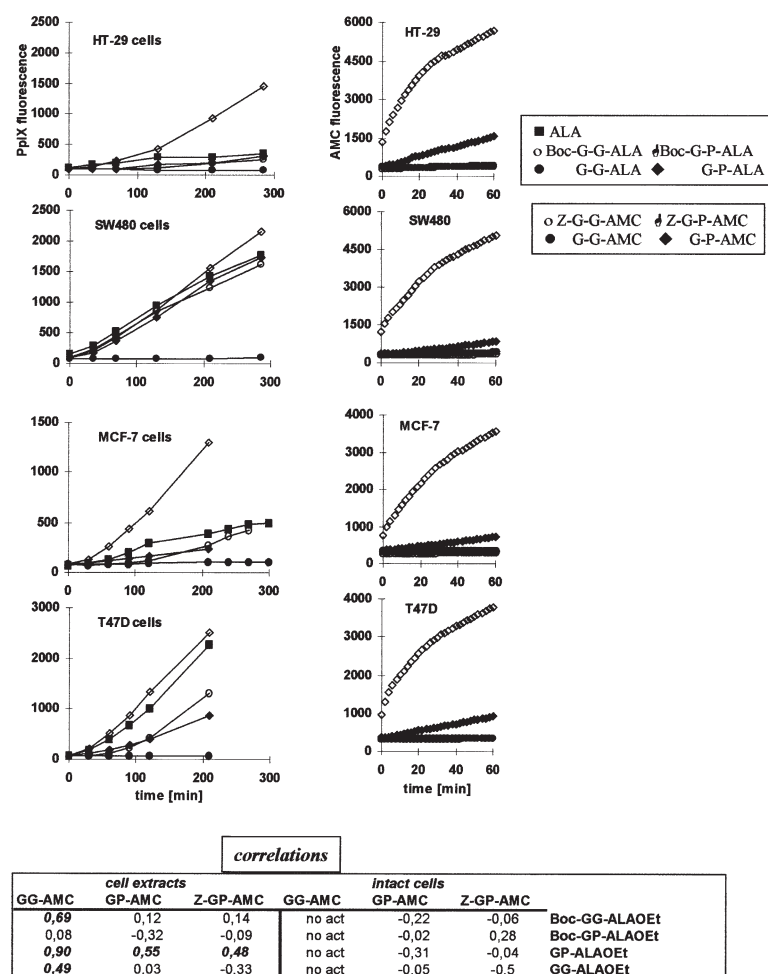 2500
2000
1500
1000
500
0
PpIX fluorescence
HT-29 cells
0 100 200 300
6000
4500
3000
1500
0
AMC fluorescence
HT-29
0 20 40 60
ALA
Boc-G-G-ALA Boc-G-P-ALA
G-G-ALA G-P-ALA
Z-G-G-AMC Z-G-P-AMC
G-G-AMC G-P-AMC
2500
2000
1500
1000
500
0
SW480 cells
0 100 200 300
6000
4500
3000
1500
0
SW480
0 20 40 60
1500
1000
500
0
MCF-7 cells
0 100 200 300
4000
3000
2000
1000
0
MCF-7
0 20 40 60
3000
2000
1000
0
T47D cells
0 100 200 300
time [min]
4000
3000
2000
1000
0
T47D
0 20 40 60
time [min]
correlations
cell extracts intact cells
GG-AMC GP-AMC Z-GP-AMC GG-AMC GP-AMC Z-GP-AMC
0,69 0,12 0,14 no act -0,22 -0,06 Boc-GG-ALAOEt
0,08 -0,32 -0,09 no act -0,02 0,28 Boc-GP-ALAOEt
0,90 0,55 0,48 no act -0,31 -0,04 GP-ALAOEt
0,49 0,03 -0,33 no act -0,05 -0,5 GG-ALAOEt